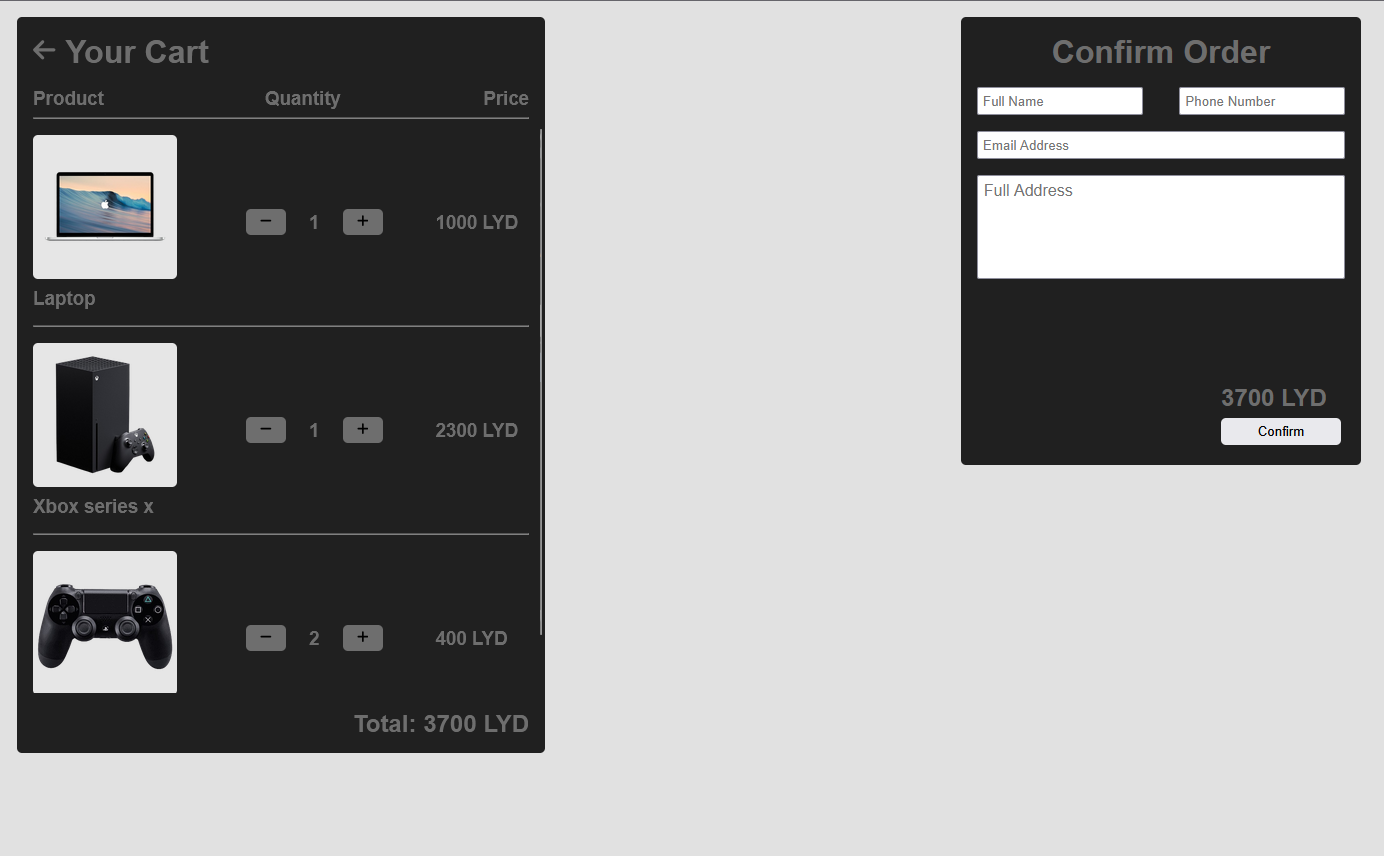 Your Cart
Product Quantity Price
− 1 + 1000 LYD
Laptop
− 1 + 2300 LYD
Xbox series x
− 2 + 400 LYD
Total: 3700 LYD
Confirm Order
Full Name Phone Number
Email Address
Full Address
3700 LYD
Confirm